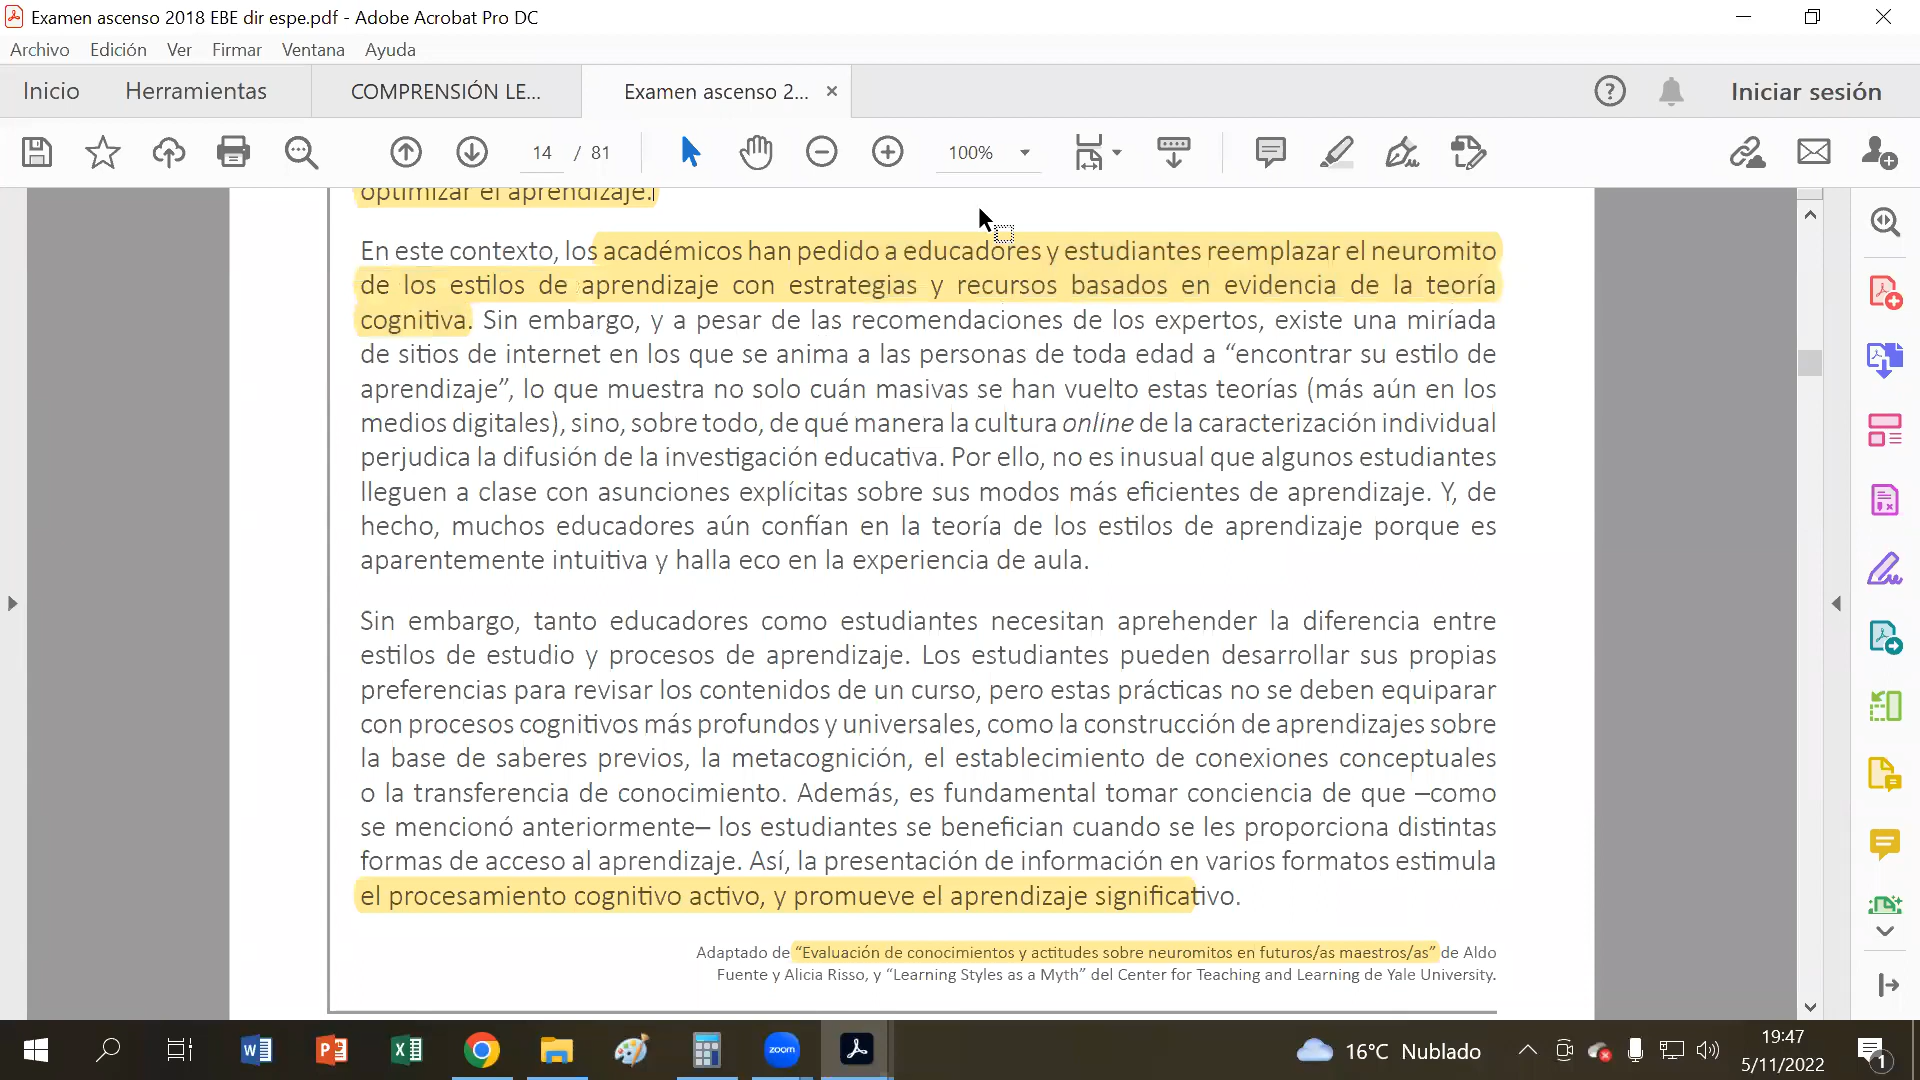 Examen ascenso 2018 EBE dir espe.pdf - Adobe Acrobat Pro DC
Archivo Edición Ver Firmar Ventana Ayuda
Inicio Herramientas COMPRENSIÓN LE... Examen ascenso 2... × Iniciar sesión
14 / 81 100%
optimizar el aprendizaje.
En este contexto, los académicos han pedido a educadores y estudiantes reemplazar el neuromito
de los estilos de aprendizaje con estrategias y recursos basados en evidencia de la teoría
cognitiva. Sin embargo, y a pesar de las recomendaciones de los expertos, existe una miríada
de sitios de internet en los que se anima a las personas de toda edad a “encontrar su estilo de
aprendizaje”, lo que muestra no solo cuán masivas se han vuelto estas teorías (más aún en los
medios digitales), sino, sobre todo, de qué manera la cultura online de la caracterización individual
perjudica la difusión de la investigación educativa. Por ello, no es inusual que algunos estudiantes
lleguen a clase con asunciones explícitas sobre sus modos más eficientes de aprendizaje. Y, de
hecho, muchos educadores aún confían en la teoría de los estilos de aprendizaje porque es
aparentemente intuitiva y halla eco en la experiencia de aula.
Sin embargo, tanto educadores como estudiantes necesitan aprehender la diferencia entre
estilos de estudio y procesos de aprendizaje. Los estudiantes pueden desarrollar sus propias
preferencias para revisar los contenidos de un curso, pero estas prácticas no se deben equiparar
con procesos cognitivos más profundos y universales, como la construcción de aprendizajes sobre
la base de saberes previos, la metacognición, el establecimiento de conexiones conceptuales
o la transferencia de conocimiento. Además, es fundamental tomar conciencia de que –como
se mencionó anteriormente– los estudiantes se benefician cuando se les proporciona distintas
formas de acceso al aprendizaje. Así, la presentación de información en varios formatos estimula
el procesamiento cognitivo activo, y promueve el aprendizaje significativo.
Adaptado de “Evaluación de conocimientos y actitudes sobre neuromitos en futuros/as maestros/as” de Aldo
Fuente y Alicia Risso, y “Learning Styles as a Myth” del Center for Teaching and Learning de Yale University.
zoom
16°C Nublado
19:47
5/11/2022
1